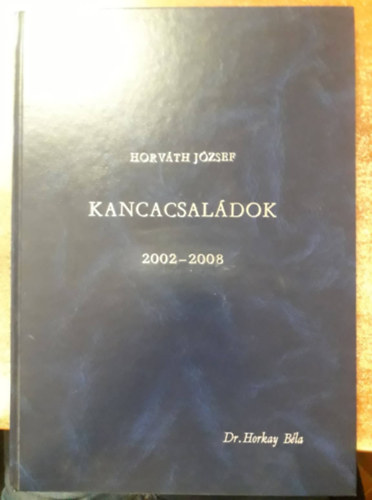 HORVÁTH JÓZSEF
KANCACSALÁDOK
2002-2008
Dr. Horkay Béla